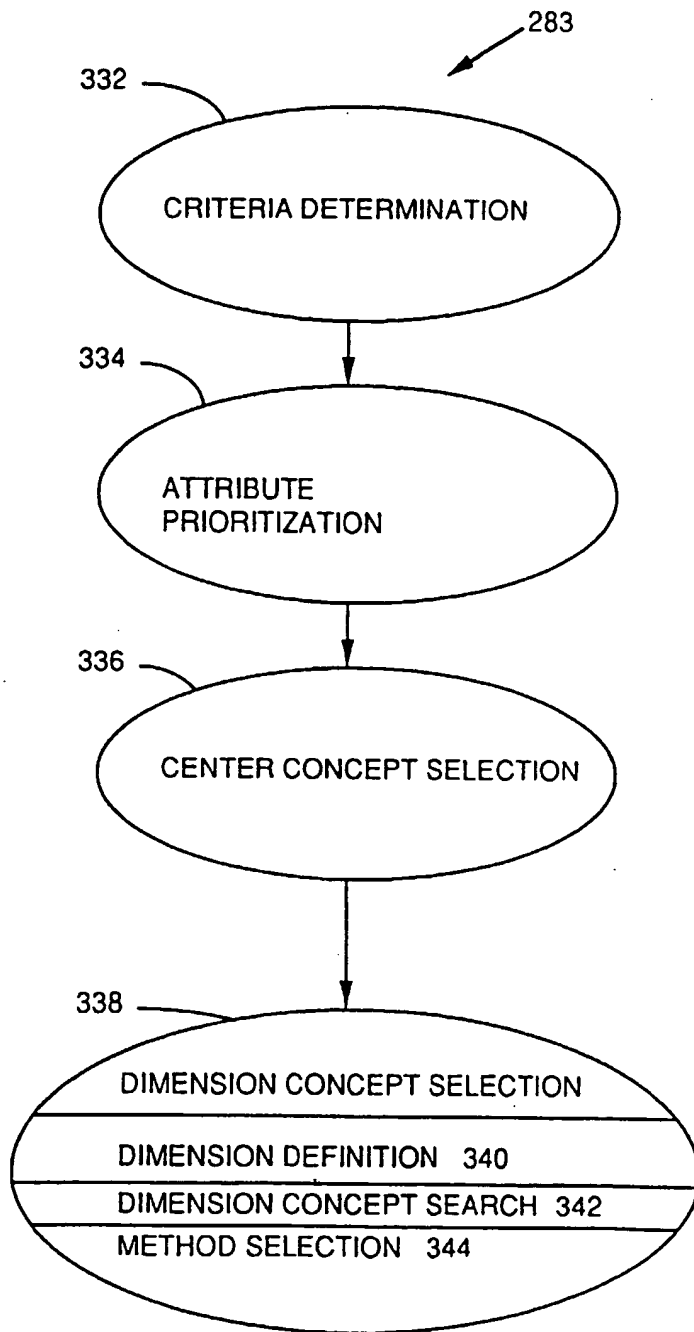 283
332
CRITERIA DETERMINATION
334
ATTRIBUTE
PRIORITIZATION
336
CENTER CONCEPT SELECTION
338
DIMENSION CONCEPT SELECTION
DIMENSION DEFINITION 340
DIMENSION CONCEPT SEARCH 342
METHOD SELECTION 344